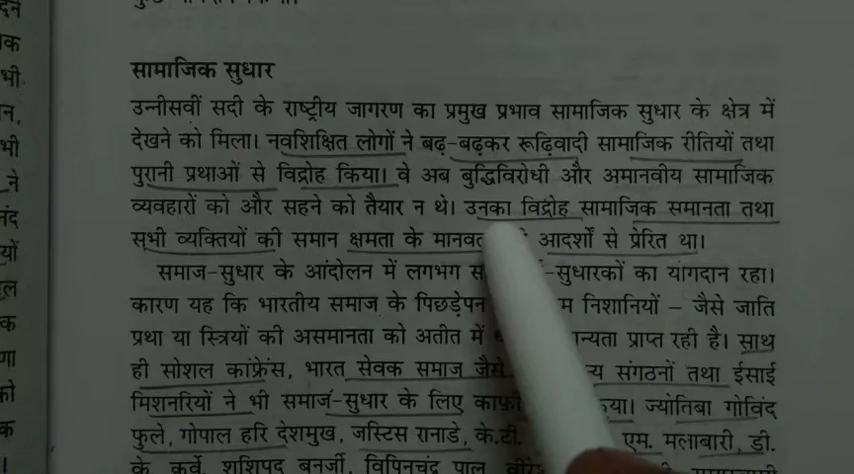 सामाजिक सुधार
उन्नीसवीं सदी के राष्ट्रीय जागरण का प्रमुख प्रभाव सामाजिक सुधार के क्षेत्र में
देखने को मिला। नवशिक्षित लोगों ने बढ़-बढ़कर रूढ़िवादी सामाजिक रीतियों तथा
पुरानी प्रथाओं से विद्रोह किया। वे अब बुद्धिविरोधी और अमानवीय सामाजिक
व्यवहारों को और सहने को तैयार न थे। उनका विद्रोह सामाजिक समानता तथा
सभी व्यक्तियों की समान क्षमता के आदर्शों से प्रेरित था।
समाज-सुधार के आंदोलन में लगभग -सुधारकों का योगदान रहा।
कारण यह कि भारतीय समाज के पिछड़ेपन निशानियों – जैसे जाति
प्रथा या स्त्रियों की असमानता को अतीत में मान्यता प्राप्त रही है। साथ
ही सोशल कांफ्रेंस, भारत सेवक समाज जैसे संगठनों तथा ईसाई
मिशनरियों ने भी समाज-सुधार के लिए ज्योतिबा गोविंद
फुले, गोपाल हरि देशमुख, जस्टिस रानाडे, के.टी. एम. मलाबारी, डी.
के. कर्वे, शशिपद बनर्जी, विपिनचंद्र पाल,